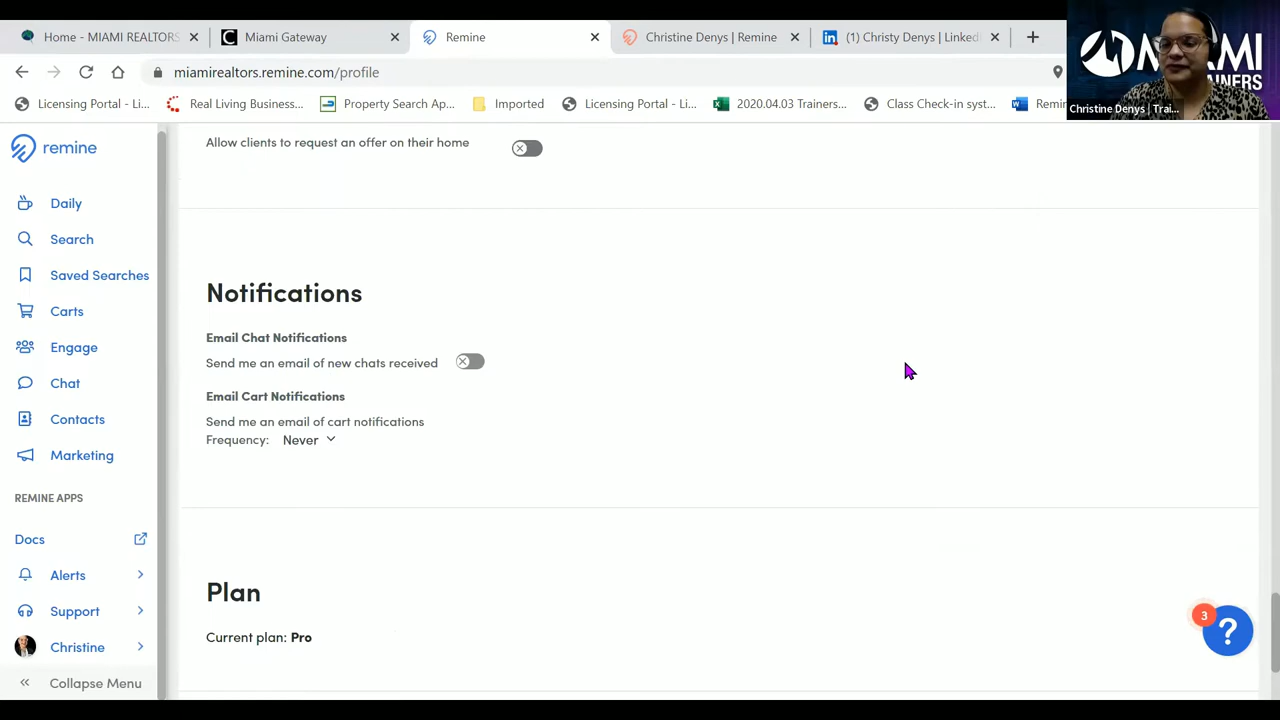 Home - MIAMI REALTORS
Miami Gateway
Remine
Christine Denys | Remine
(1) Christy Denys | LinkedI
miamirealtors.remine.com/profile
Licensing Portal - Li...
Real Living Business...
Property Search Ap...
Imported
Licensing Portal - Li...
2020.04.03 Trainers...
Class Check-in syst...
Remin
Christine Denys | Trai...
remine
Daily
Search
Saved Searches
Carts
Engage
Chat
Contacts
Marketing
REMINE APPS
Docs
Alerts
Support
Christine
Collapse Menu
Allow clients to request an offer on their home
Notifications
Email Chat Notifications
Send me an email of new chats received
Email Cart Notifications
Send me an email of cart notifications
Frequency: Never
Plan
Current plan: Pro
3
?